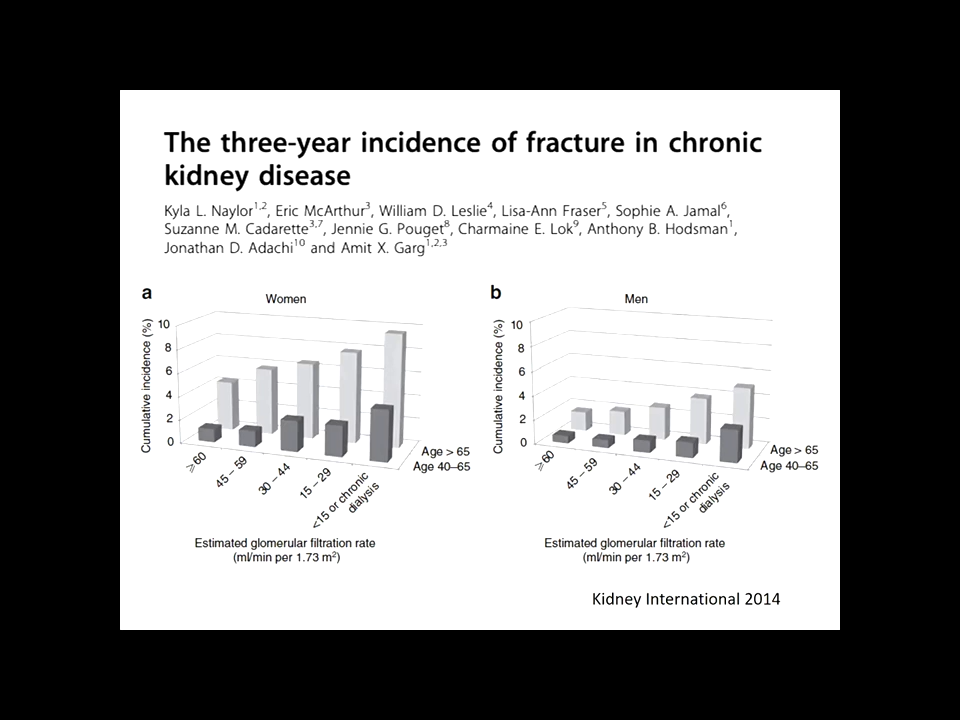 The three-year incidence of fracture in chronic
kidney disease
Kyla L. Naylor1,2, Eric McArthur3, William D. Leslie4, Lisa-Ann Fraser5, Sophie A. Jamal6,
Suzanne M. Cadarette3,7, Jennie G. Pouget8, Charmaine E. Lok9, Anthony B. Hodsman1,
Jonathan D. Adachi10 and Amit X. Garg1,2,3
a
Women
Cumulative incidence (%)
10
8
6
4
2
0
≥60
45 – 59
30 – 44
15 – 29
<15 or chronic
dialysis
Age > 65
Age 40–65
Estimated glomerular filtration rate
(ml/min per 1.73 m2)
b
Men
Cumulative incidence (%)
10
8
6
4
2
0
≥60
45 – 59
30 – 44
15 – 29
<15 or chronic
dialysis
Age > 65
Age 40–65
Estimated glomerular filtration rate
(ml/min per 1.73 m2)
Kidney International 2014